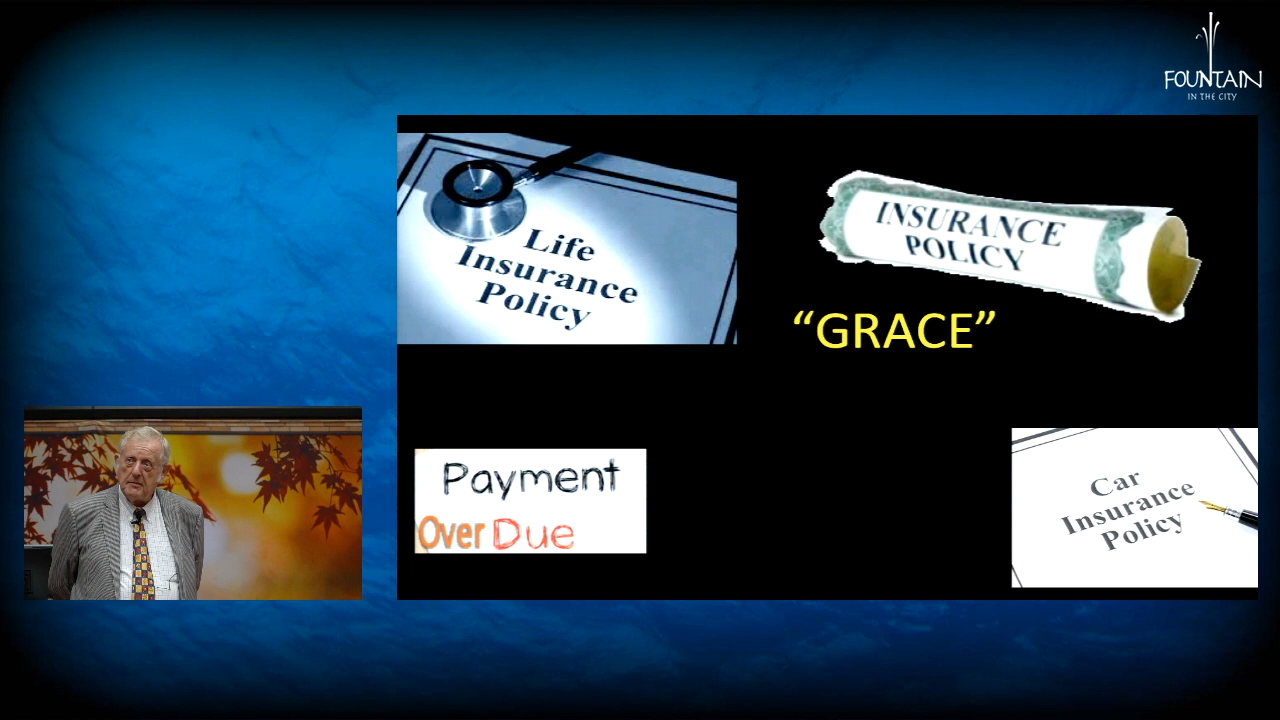 FOUNTAIN
IN THE CITY
Life
Insurance
Policy
INSURANCE
POLICY
“GRACE”
Payment
Over Due
Car
Insurance
Policy